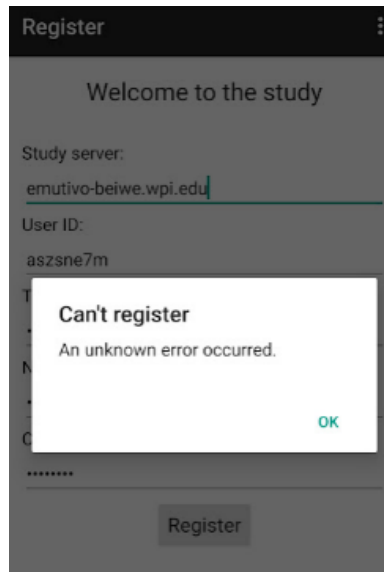 Register
Welcome to the study
Study server:
emutivo-beiwe.wpi.edu
User ID:
aszsne7m
T
Can't register
An unknown error occurred.
N
OK
C
••••••••
Register